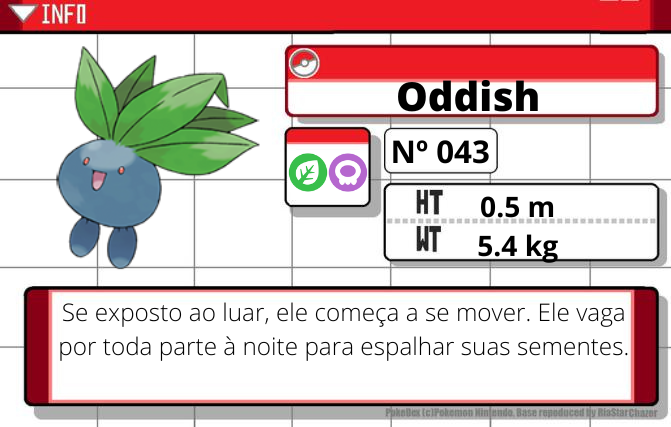 INFO
Oddish
Nº 043
HT 0.5 m
WT 5.4 kg
Se exposto ao luar, ele começa a se mover. Ele vaga
por toda parte à noite para espalhar suas sementes.
PokeDex (c)Pokemon Nintendo. Base repoduced by RiaStarChazer